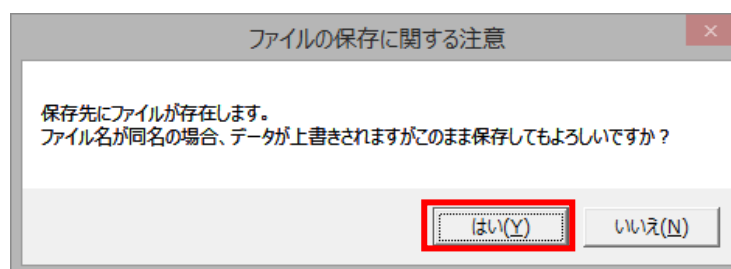 ファイルの保存に関する注意
保存先にファイルが存在します。
ファイル名が同名の場合、データが上書きされますがこのまま保存してもよろしいですか？
はい(Y)
いいえ(N)